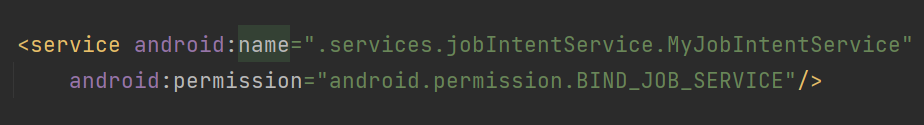 <service android:name=".services.jobIntentService.MyJobIntentService"
android:permission="android.permission.BIND_JOB_SERVICE"/>